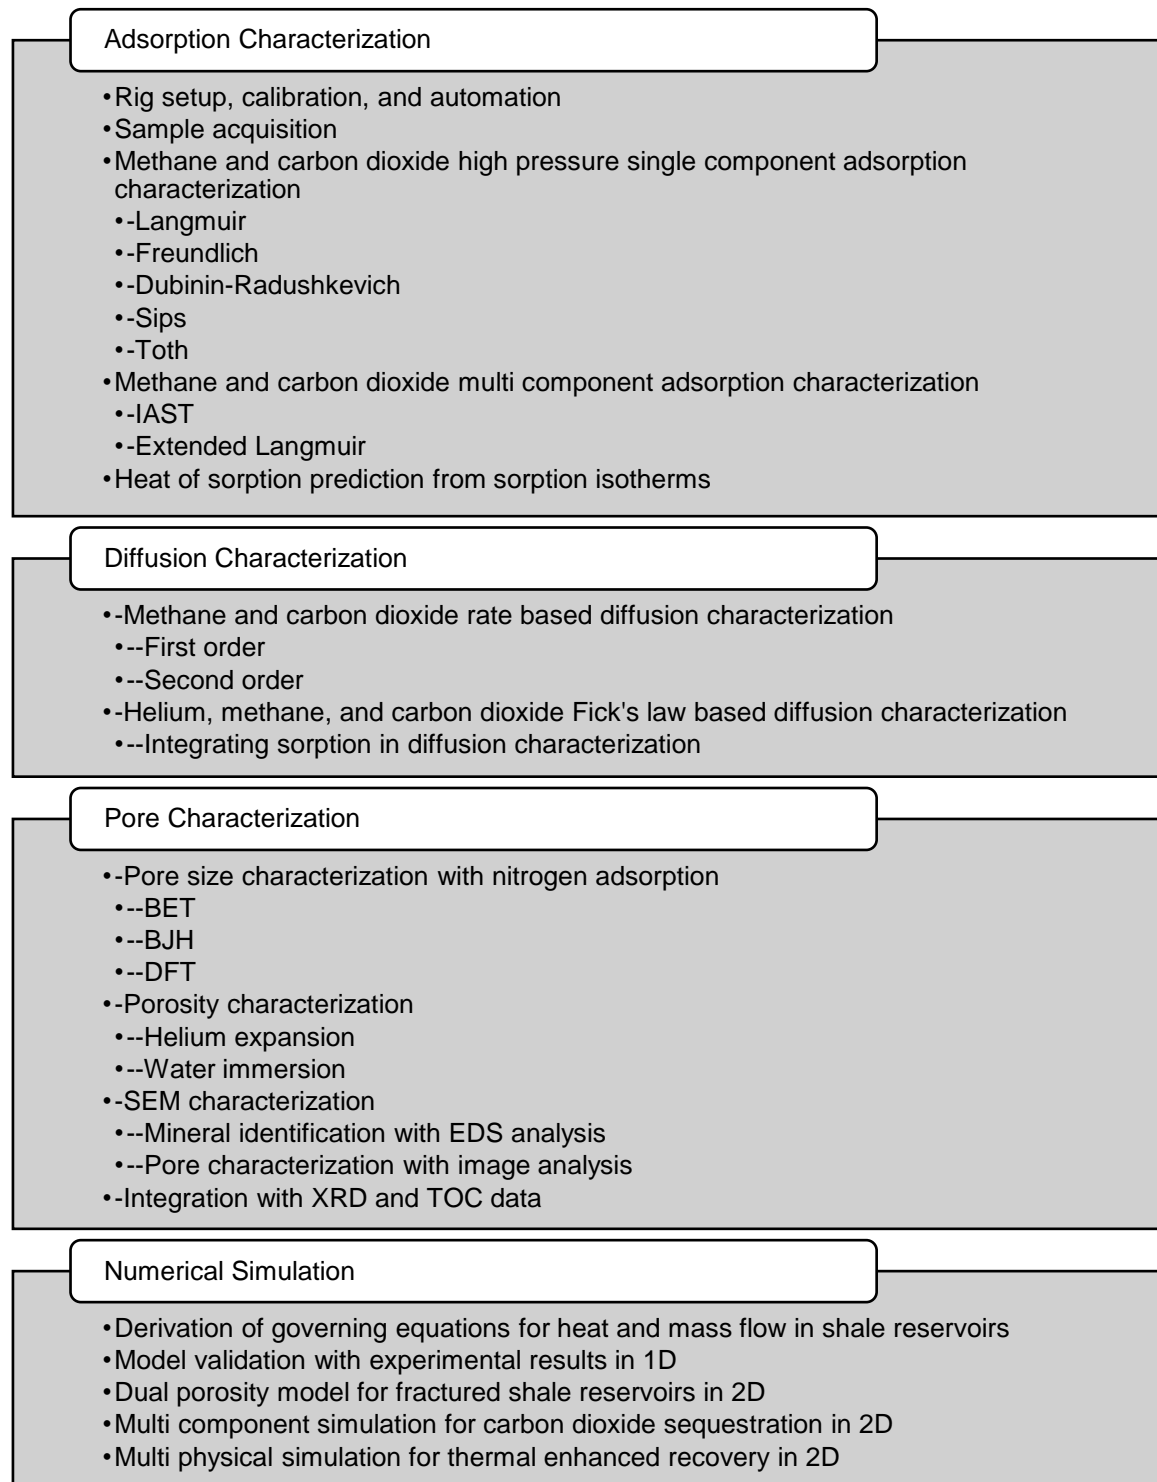 Adsorption Characterization
•Rig setup, calibration, and automation
•Sample acquisition
•Methane and carbon dioxide high pressure single component adsorption
characterization
•-Langmuir
•-Freundlich
•-Dubinin-Radushkevich
•-Sips
•-Toth
•Methane and carbon dioxide multi component adsorption characterization
•-IAST
•-Extended Langmuir
•Heat of sorption prediction from sorption isotherms
Diffusion Characterization
•-Methane and carbon dioxide rate based diffusion characterization
•--First order
•--Second order
•-Helium, methane, and carbon dioxide Fick's law based diffusion characterization
•--Integrating sorption in diffusion characterization
Pore Characterization
•-Pore size characterization with nitrogen adsorption
•--BET
•--BJH
•--DFT
•-Porosity characterization
•--Helium expansion
•--Water immersion
•-SEM characterization
•--Mineral identification with EDS analysis
•--Pore characterization with image analysis
•-Integration with XRD and TOC data
Numerical Simulation
•Derivation of governing equations for heat and mass flow in shale reservoirs
•Model validation with experimental results in 1D
•Dual porosity model for fractured shale reservoirs in 2D
•Multi component simulation for carbon dioxide sequestration in 2D
•Multi physical simulation for thermal enhanced recovery in 2D